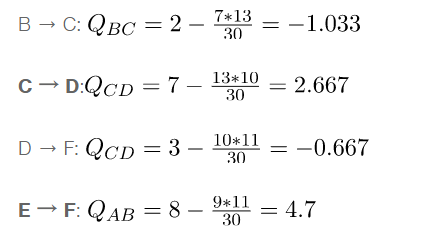 B → C: Q_BC = 2 − 7*13/30 = −1.033
C → D:Q_CD = 7 − 13*10/30 = 2.667
D → F: Q_CD = 3 − 10*11/30 = −0.667
E → F: Q_AB = 8 − 9*11/30 = 4.7